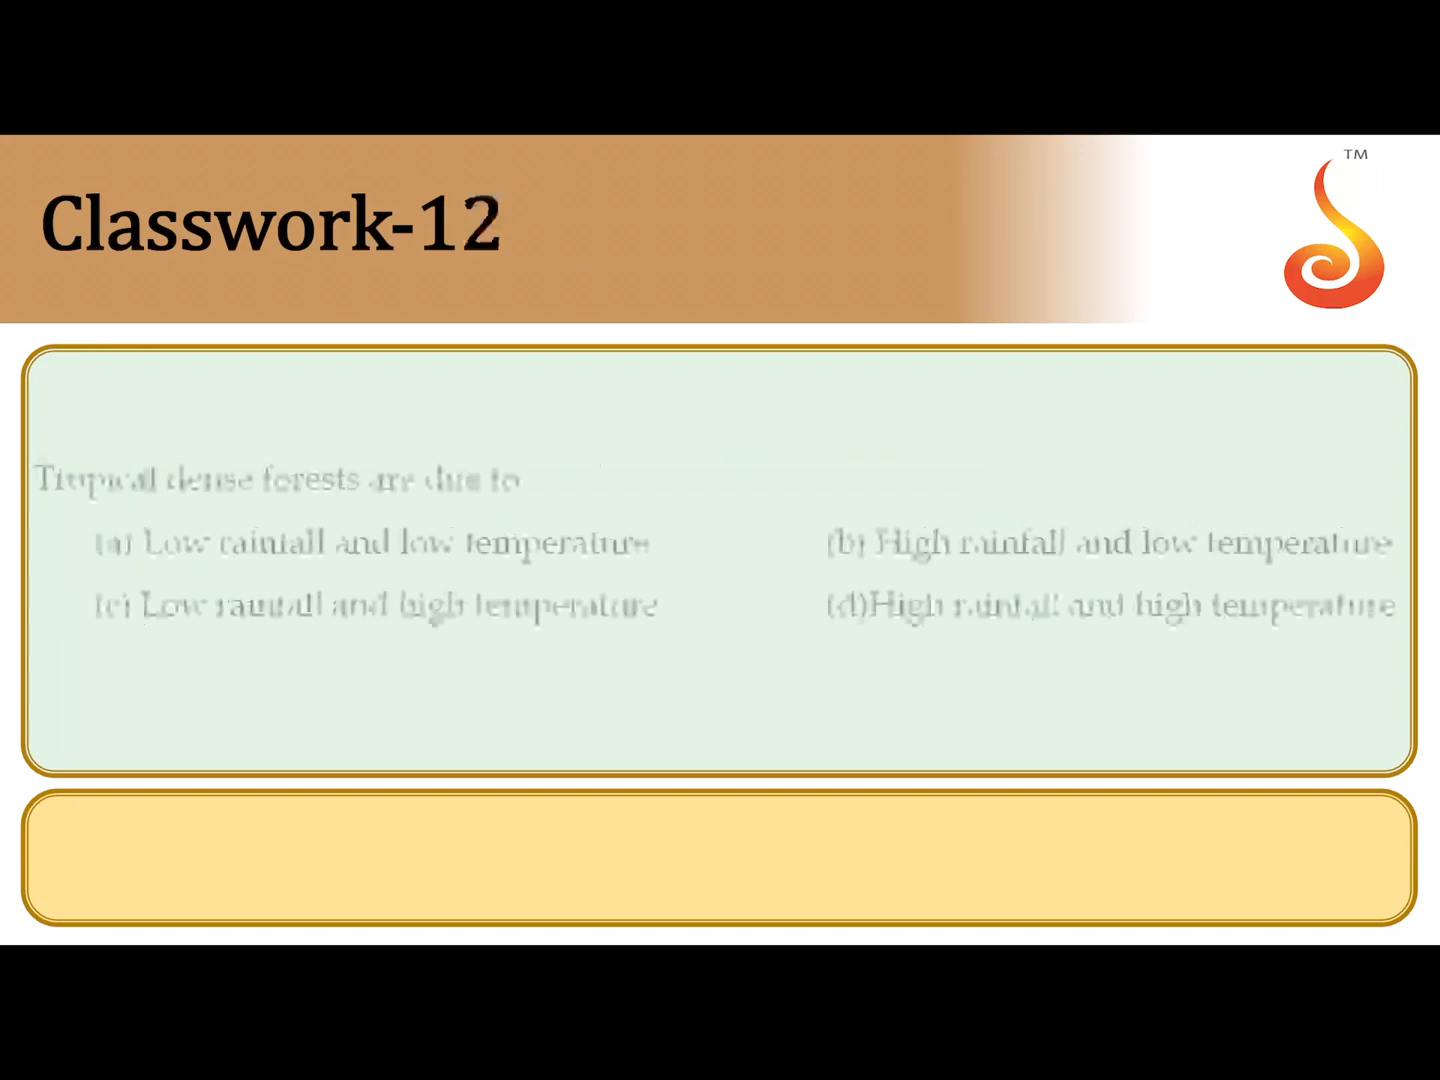 Classwork-12
TM
Tropical dense forests are due to
(a) Low rainfall and low temperature (b) High rainfall and low temperature
(c) Low rainfall and high temperature (d)High rainfall and high temperature